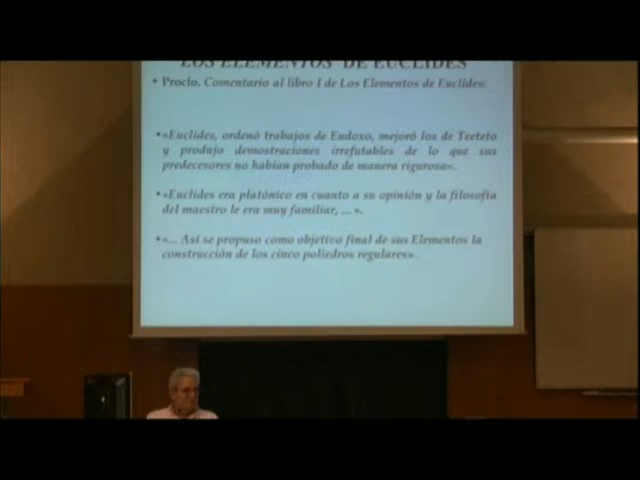 LOS ELEMENTOS DE EUCLIDES
• Proclo. Comentario al libro I de Los Elementos de Euclides.
•«Euclides, ordenó trabajos de Eudoxo, mejoró los de Teeteto
y produjo demostraciones irrefutables de lo que sus
predecesores no habían probado de manera rigurosa».
•«Euclides era platónico en cuanto a su opinión y la filosofía
del maestro le era muy familiar, ... ».
•«... Así se propuso como objetivo final de sus Elementos la
construcción de los cinco poliedros regulares».